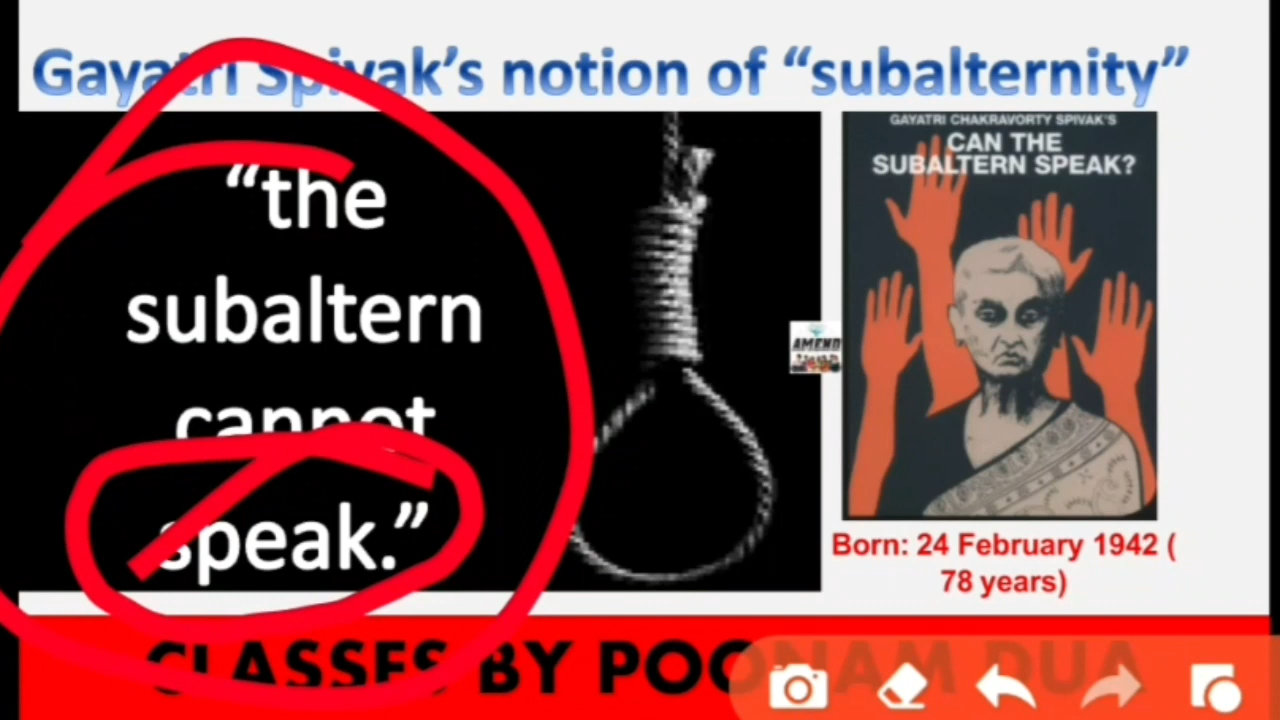 Gayatri Spivak's notion of “subalternity”
“the
subaltern
cannot
speak.”
GAYATRI CHAKRAVORTY SPIVAK'S
CAN THE
SUBALTERN SPEAK?
AMEND
Born: 24 February 1942 (
78 years)
CLASSES BY POONAM DUA